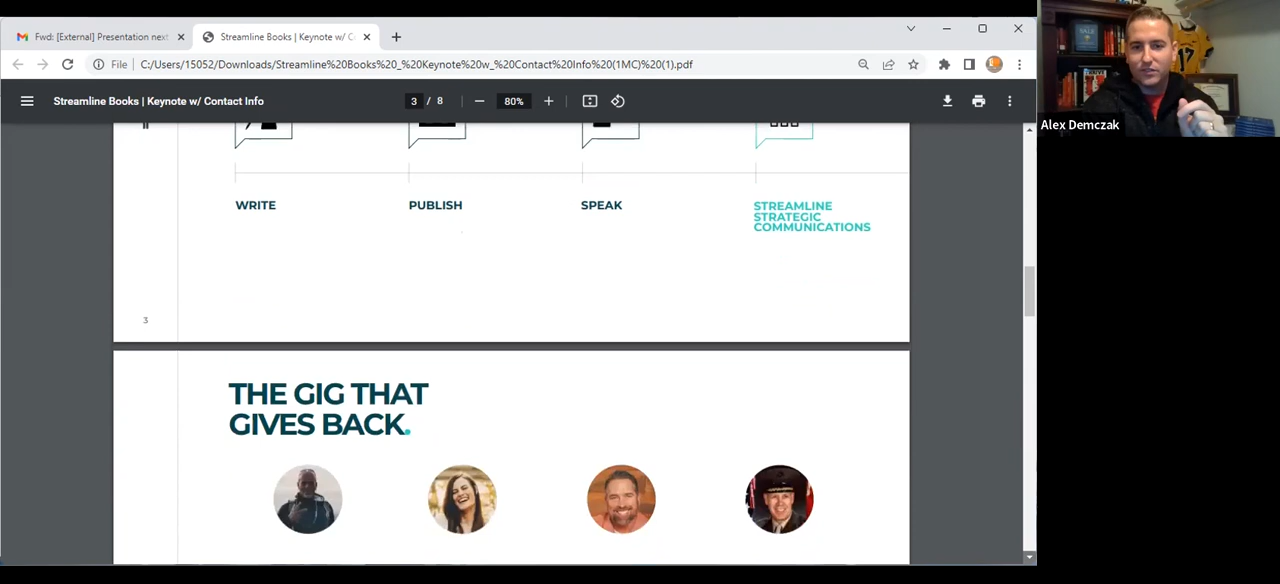 Fwd: [External] Presentation next
Streamline Books | Keynote w/ C
File
C:/Users/15052/Downloads/Streamline%20Books%20_%20Keynote%20w_%20Contact%20Info%20(1MC)%20(1).pdf
Streamline Books | Keynote w/ Contact Info
3 / 8
80%
Alex Demczak
17
WRITE
PUBLISH
SPEAK
STREAMLINE
STRATEGIC
COMMUNICATIONS
3
THE GIG THAT
GIVES BACK.